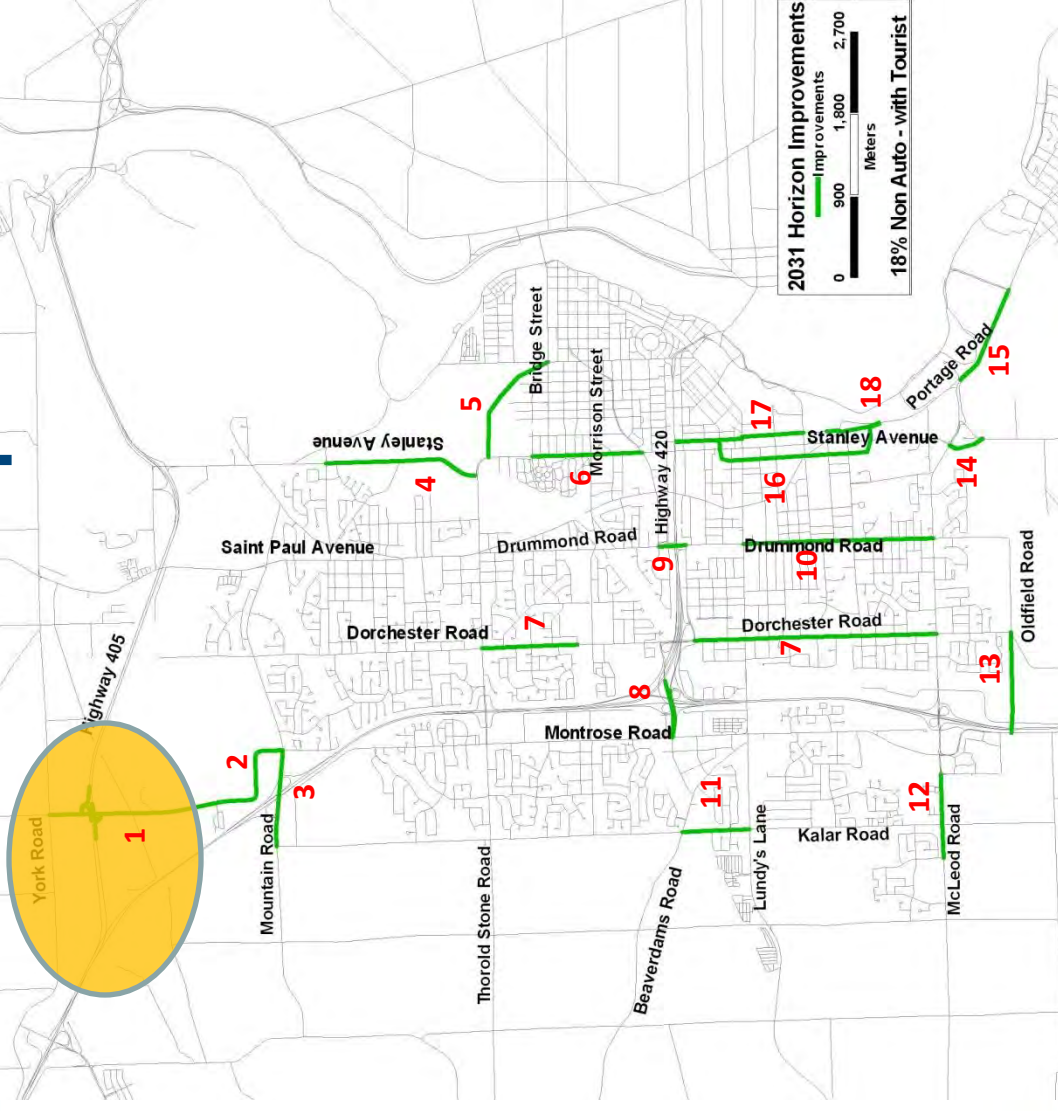 2031 Horizon Improvements
Improvements
0 900 1,800 2,700
Meters
18% Non Auto - with Tourist
York Road
Highway 405
1
2
3
Mountain Road
Stanley Avenue
4
5
Bridge Street
Saint Paul Avenue
Drummond Road
6
Morrison Street
Dorchester Road
7
Thorold Stone Road
Highway 420
9
8
Montrose Road
Beaverdams Road
11
Lundy's Lane
Kalar Road
17
16
18
Stanley Avenue
Drummond Road
10
Dorchester Road
7
Portage Road
15
14
12
McLeod Road
13
Oldfield Road